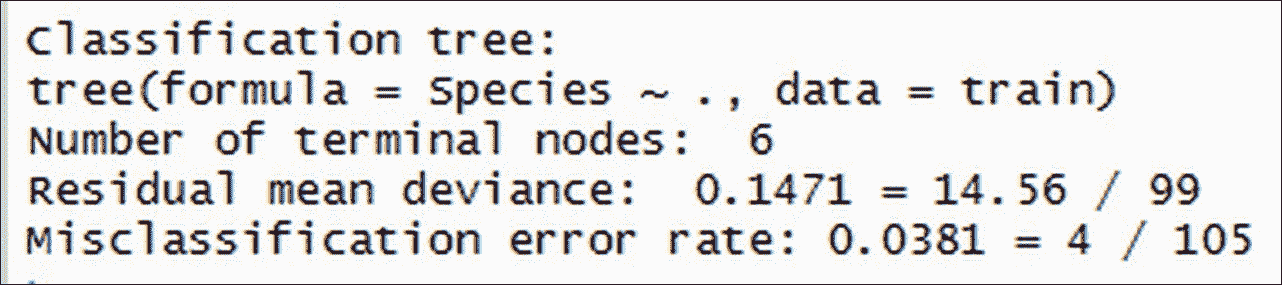 Classification tree:
tree(formula = Species ~ ., data = train)
Number of terminal nodes:  6
Residual mean deviance:  0.1471 = 14.56 / 99
Misclassification error rate: 0.0381 = 4 / 105